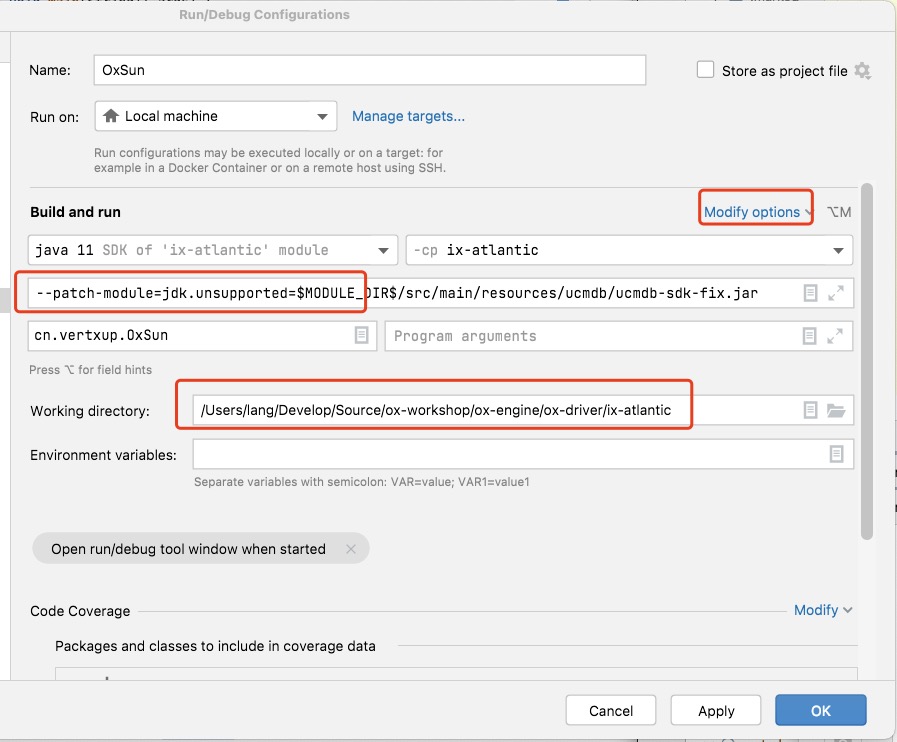 Run/Debug Configurations
Name: OxSun Store as project file
Run on: Local machine Manage targets...
Run configurations may be executed locally or on a target: for
example in a Docker Container or on a remote host using SSH.
Build and run Modify options ⌥M
java 11 SDK of 'ix-atlantic' module -cp ix-atlantic
--patch-module=jdk.unsupported=$MODULE_DIR$/src/main/resources/ucmdb/ucmdb-sdk-fix.jar
cn.vertxup.OxSun Program arguments
Press ⌥ for field hints
Working directory: /Users/lang/Develop/Source/ox-workshop/ox-engine/ox-driver/ix-atlantic
Environment variables:
Separate variables with semicolon: VAR=value; VAR1=value1
Open run/debug tool window when started ×
Code Coverage Modify
Packages and classes to include in coverage data
Cancel Apply OK